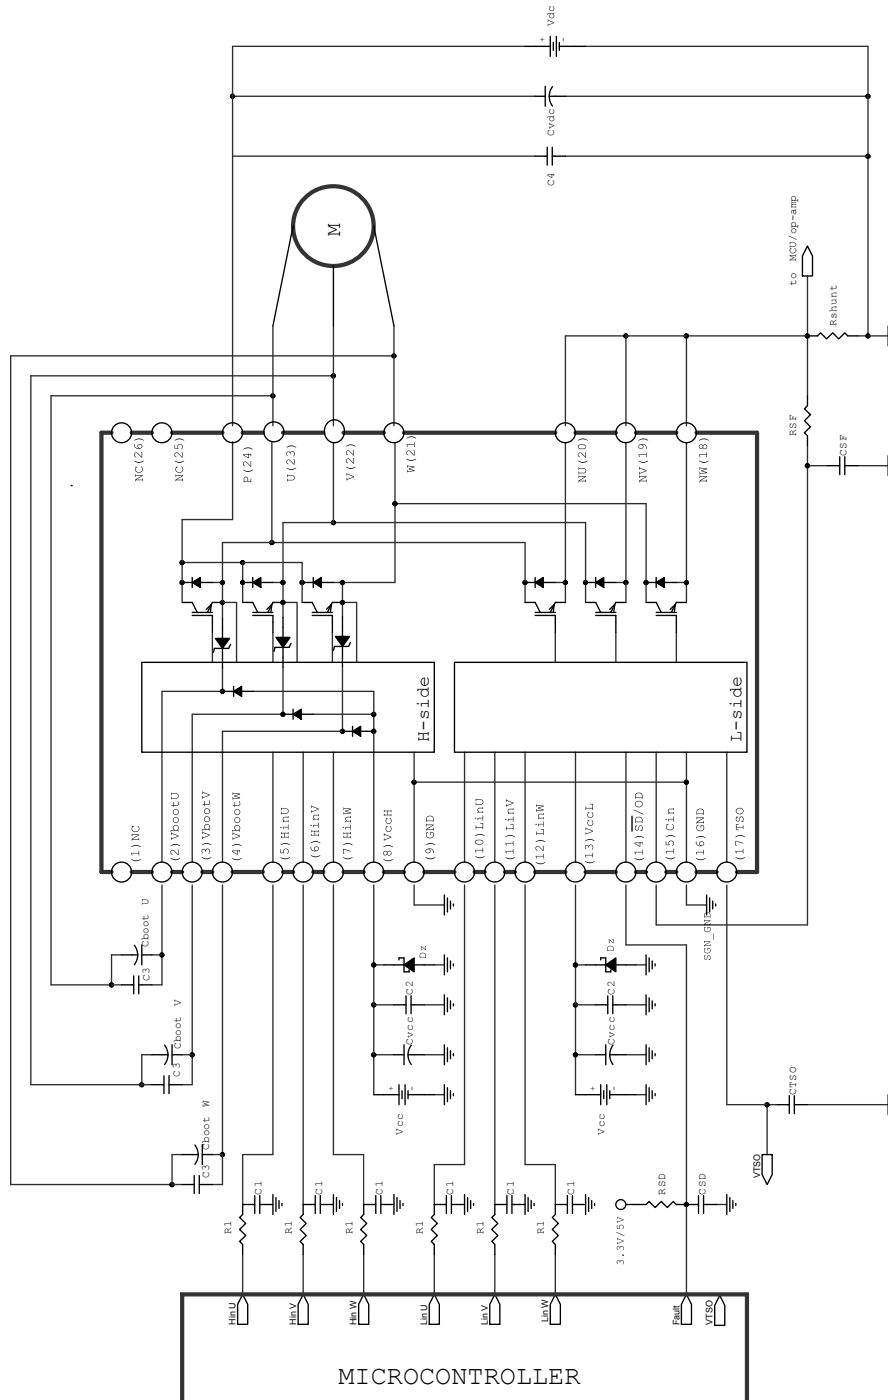 Vdc
+ -
Cvdc
C4
M
to MCU/op-amp
Rshunt
RSF
CSF
NC(26)
NC(25)
P(24)
U(23)
V(22)
W(21)
NU(20)
NV(19)
NW(18)
H-side
L-side
(1)NC
(2)VbootU
(3)VbootV
(4)VbootW
(5)HinU
(6)HinV
(7)HinW
(8)VccH
(9)GND
(10)LinU
(11)LinV
(12)LinW
(13)VccL
(14)SD/OD
(15)Cin
(16)GND
(17)TSO
SGN_GND
Cboot U
C3
Cboot V
C3
Cboot W
C3
Dz
C2
Cvcc
+ -
Vcc
Dz
C2
Cvcc
+ -
Vcc
CTSO
VTSO
R1
C1
R1
C1
R1
C1
R1
C1
R1
C1
R1
C1
3.3V/5V
RSD
CSD
Hin U
Hin V
Hin W
Lin U
Lin V
Lin W
Fault
VTSO
MICROCONTROLLER